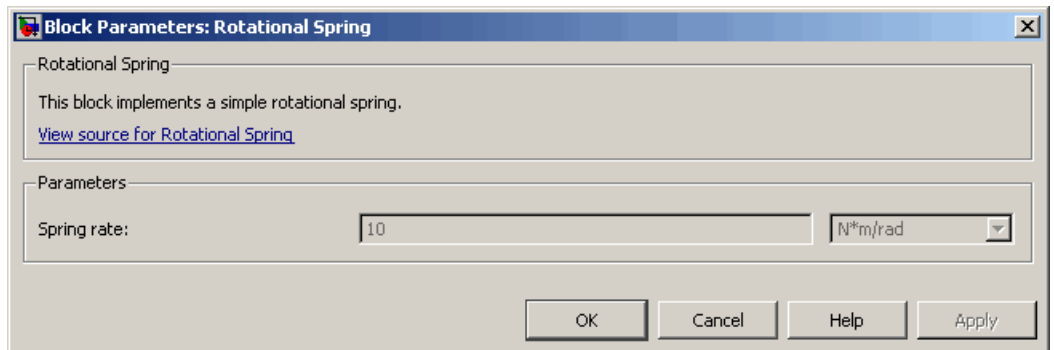 Block Parameters: Rotational Spring
Rotational Spring
This block implements a simple rotational spring.
View source for Rotational Spring
Parameters
Spring rate: 10 N*m/rad
OK Cancel Help Apply